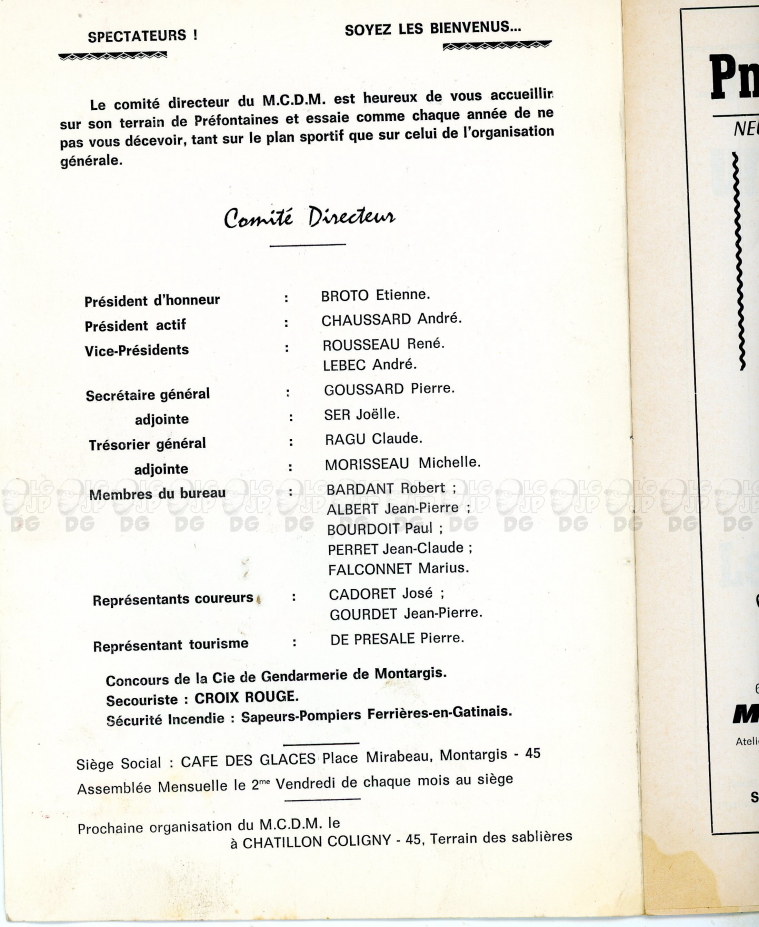 SPECTATEURS !
SOYEZ LES BIENVENUS...
Le comité directeur du M.C.D.M. est heureux de vous accueillir
sur son terrain de Préfontaines et essaie comme chaque année de ne
pas vous décevoir, tant sur le plan sportif que sur celui de l'organisation
générale.
Comité Directeur
Président d'honneur : BROTO Etienne.
Président actif : CHAUSSARD André.
Vice-Présidents : ROUSSEAU René.
LEBEC André.
Secrétaire général : GOUSSARD Pierre.
adjointe : SER Joëlle.
Trésorier général : RAGU Claude.
adjointe : MORISSEAU Michelle.
Membres du bureau : BARDANT Robert ;
ALBERT Jean-Pierre ;
BOURDOIT Paul ;
PERRET Jean-Claude ;
FALCONNET Marius.
Représentants coureurs : CADORET José ;
GOURDET Jean-Pierre.
Représentant tourisme : DE PRESALE Pierre.
Concours de la Cie de Gendarmerie de Montargis.
Secouriste : CROIX ROUGE.
Sécurité Incendie : Sapeurs-Pompiers Ferrières-en-Gatinais.
Siège Social : CAFE DES GLACES Place Mirabeau, Montargis - 45
Assemblée Mensuelle le 2me Vendredi de chaque mois au siège
Prochaine organisation du M.C.D.M. le
à CHATILLON COLIGNY - 45, Terrain des sablières
Pn
NEU
6
M
Ateli
S